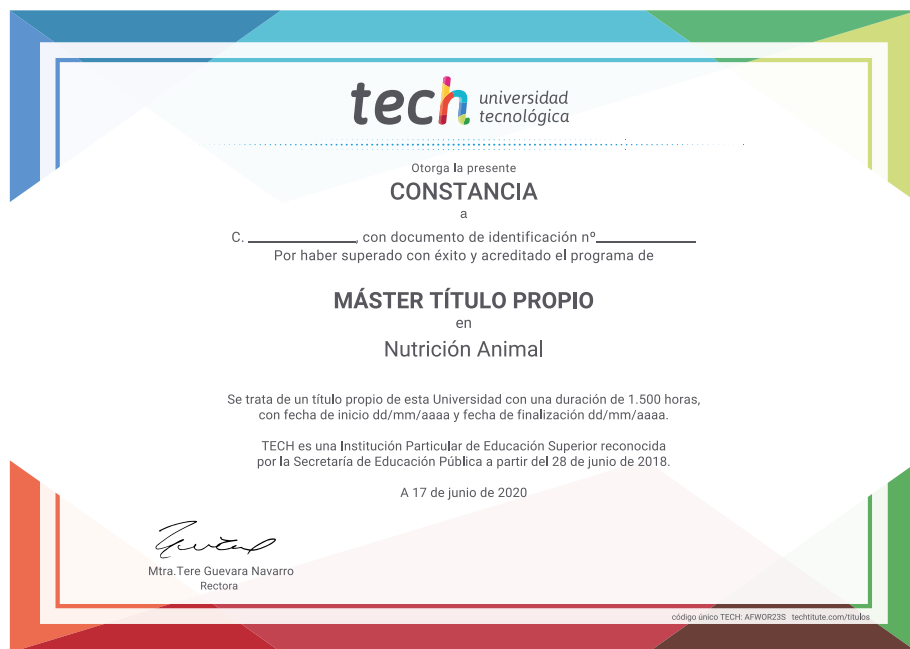 tech universidad
tecnológica
Otorga la presente
CONSTANCIA
a
C. ______________, con documento de identificación nº_____________
Por haber superado con éxito y acreditado el programa de
MÁSTER TÍTULO PROPIO
en
Nutrición Animal
Se trata de un título propio de esta Universidad con una duración de 1.500 horas,
con fecha de inicio dd/mm/aaaa y fecha de finalización dd/mm/aaaa.
TECH es una Institución Particular de Educación Superior reconocida
por la Secretaría de Educación Pública a partir del 28 de junio de 2018.
A 17 de junio de 2020
Mtra.Tere Guevara Navarro
Rectora
código único TECH: AFWOR23S techtitute.com/titulos